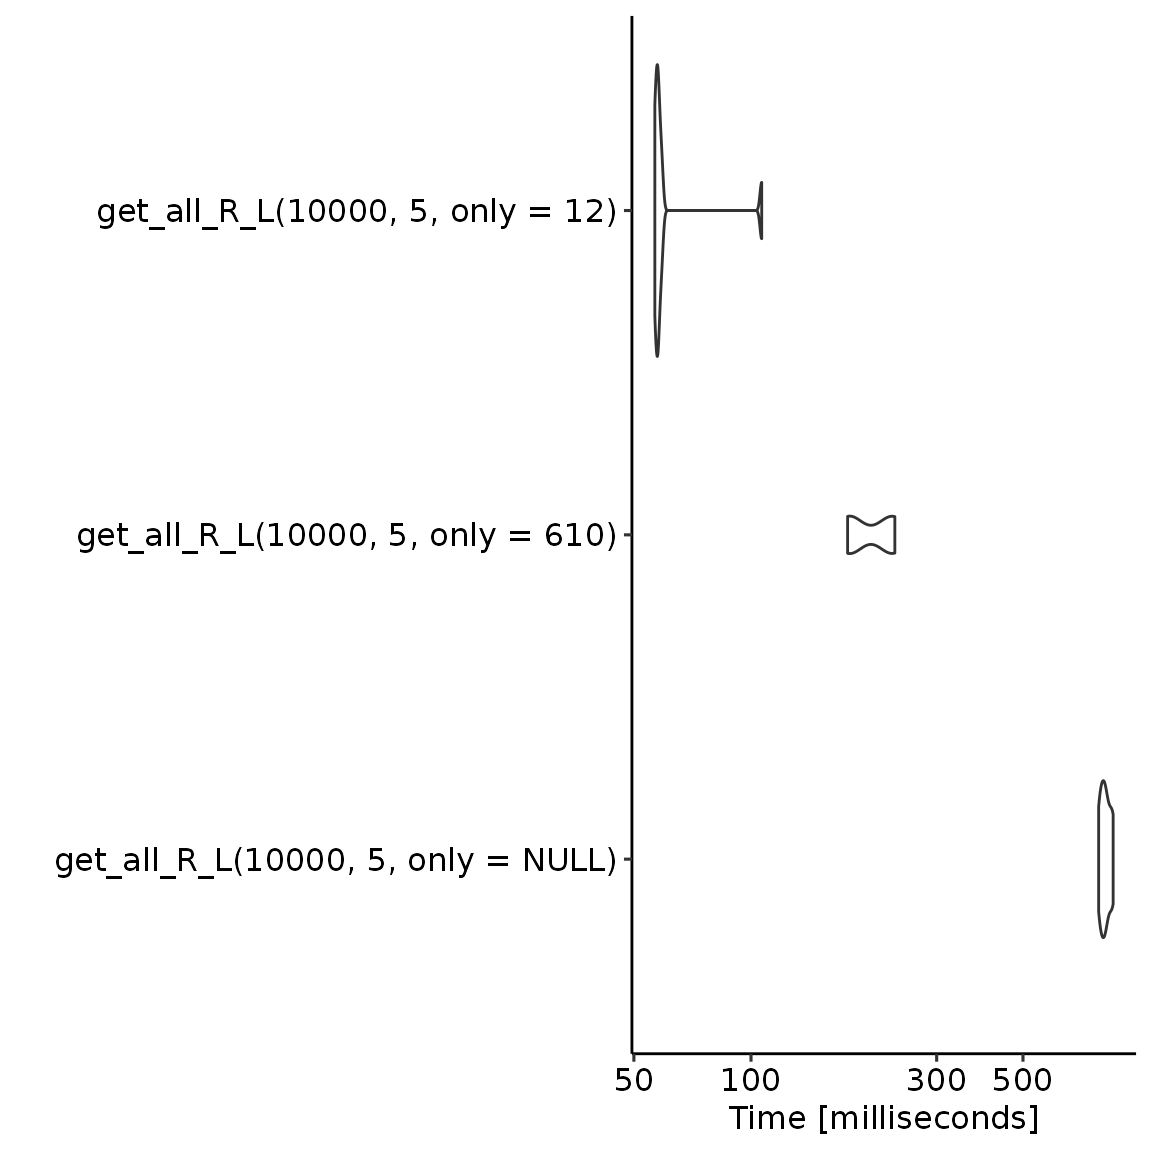 get_all_R_L(10000, 5, only = 12)
get_all_R_L(10000, 5, only = 610)
get_all_R_L(10000, 5, only = NULL)
50 100 300 500
Time [milliseconds]